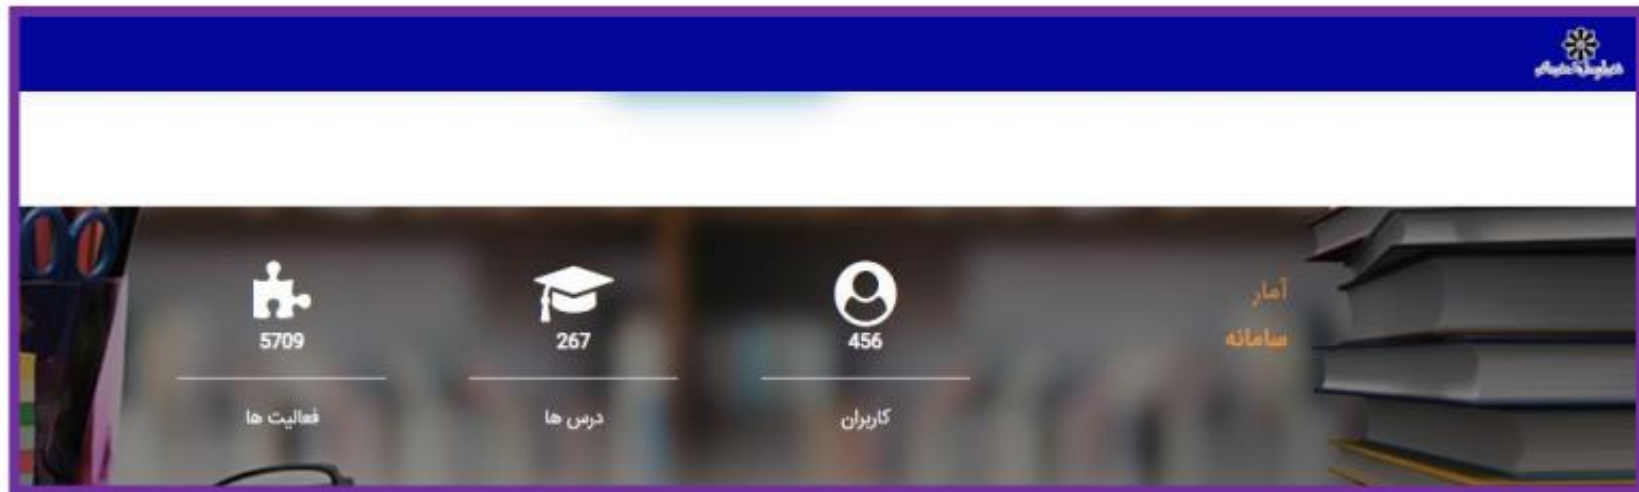 آمار
سامانه
456
کاربران
267
درس ها
5709
فعالیت ها